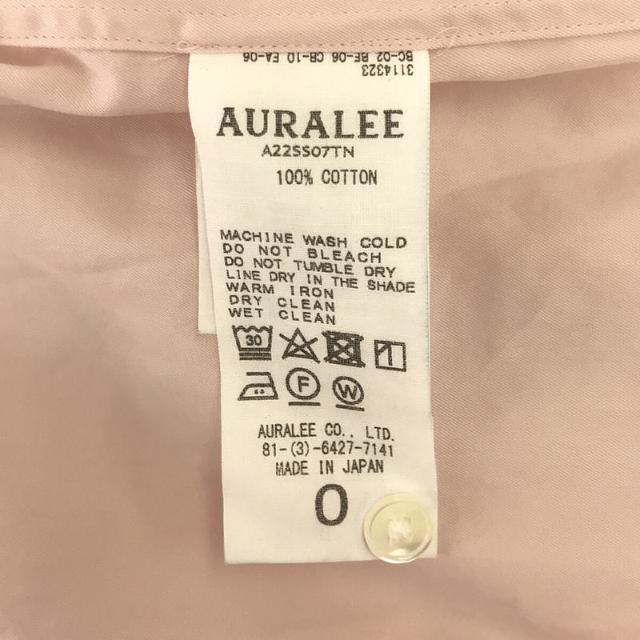 BC-02 BE-06 CB-10 EA-06
3114323
AURALEE
A22SS07TN
100% COTTON
MACHINE WASH COLD
DO NOT BLEACH
DO NOT TUMBLE DRY
LINE DRY IN THE SHADE
WARM IRON
DRY CLEAN
WET CLEAN
30
F W
AURALEE CO., LTD.
81-(3)-6427-7141
MADE IN JAPAN
0